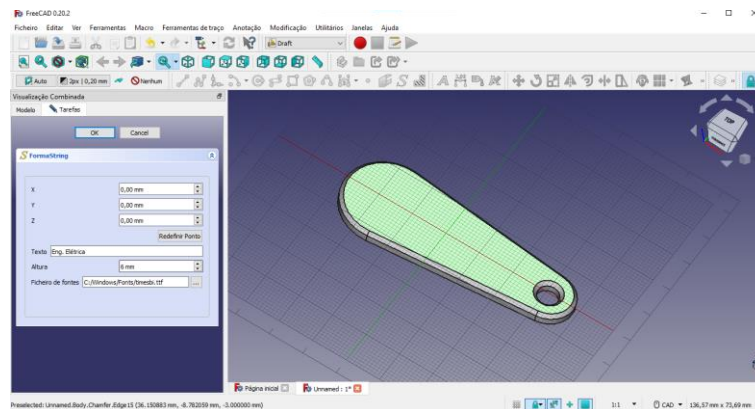 FreeCAD 0.20.2
Ficheiro Editar Ver Ferramentas Macro Ferramentas de traço Anotação Modificação Utilitários Janelas Ajuda
Draft
Auto 2px | 0,20 mm Nenhum
Visualização Combinada
Modelo Tarefas
OK Cancel
FormaString
X 0,00 mm
Y 0,00 mm
Z 0,00 mm
Redefinir Ponto
Texto Eng. Elétrica
Altura 6 mm
Ficheiro de fontes C:/Windows/Fonts/timesbi.ttf ...
TOP
Página inicial Unnamed : 1*
Preselected: Unnamed.Body.Chamfer.Edge15 (36.150883 mm, -8.782059 mm, -3.000000 mm) 1:1 CAD 136,57 mm x 73,69 mm